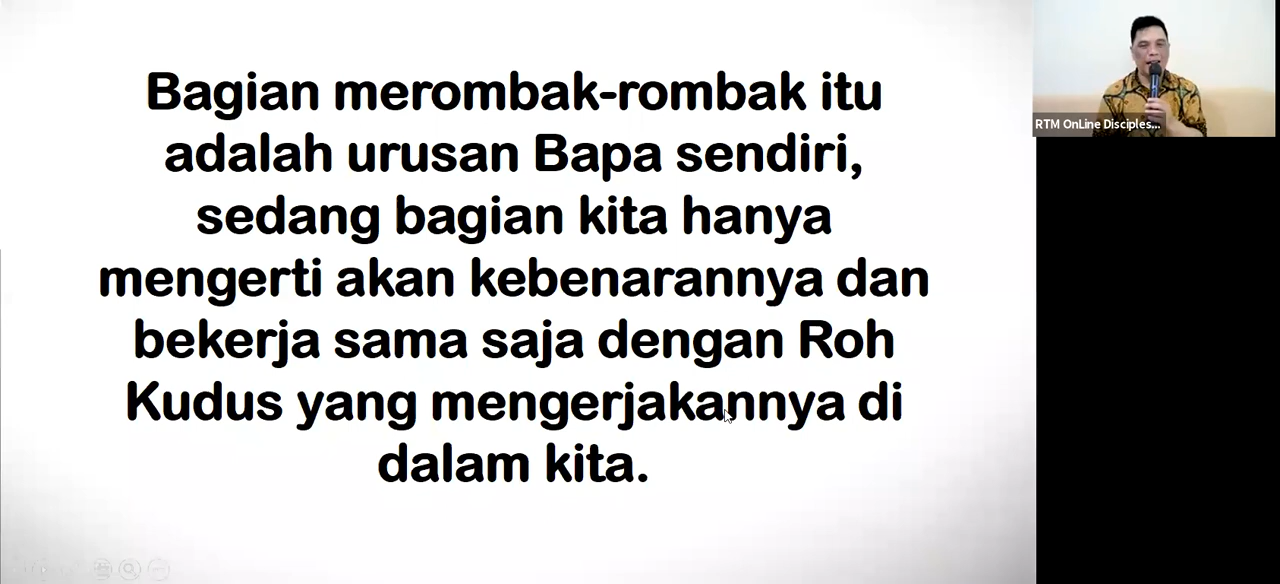 Bagian merombak-rombak itu
adalah urusan Bapa sendiri,
sedang bagian kita hanya
mengerti akan kebenarannya dan
bekerja sama saja dengan Roh
Kudus yang mengerjakannya di
dalam kita.
RTM OnLine Disciples...